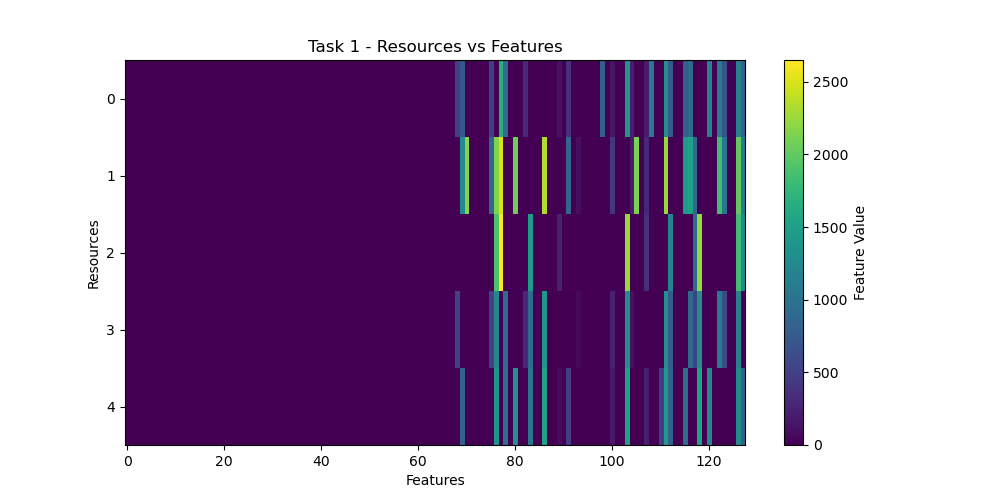 Task 1 - Resources vs Features
Resources
0
1
2
3
4
0 20 40 60 80 100 120
Features
2500
2000
1500
1000
500
0
Feature Value